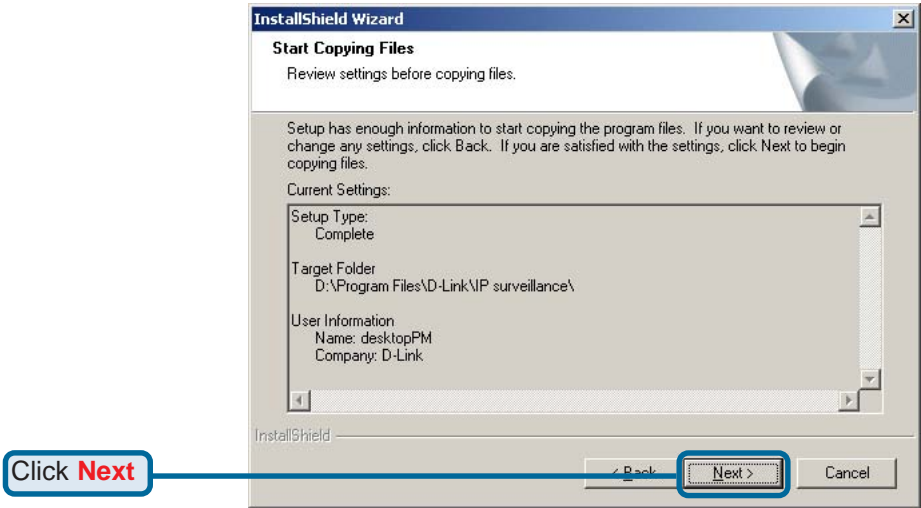 InstallShield Wizard
Start Copying Files
Review settings before copying files.
Setup has enough information to start copying the program files. If you want to review or
change any settings, click Back. If you are satisfied with the settings, click Next to begin
copying files.
Current Settings:
Setup Type:
Complete
Target Folder
D:\Program Files\D-Link\IP surveillance\
User Information
Name: desktopPM
Company: D-Link
InstallShield
Click Next
< Back
Next >
Cancel